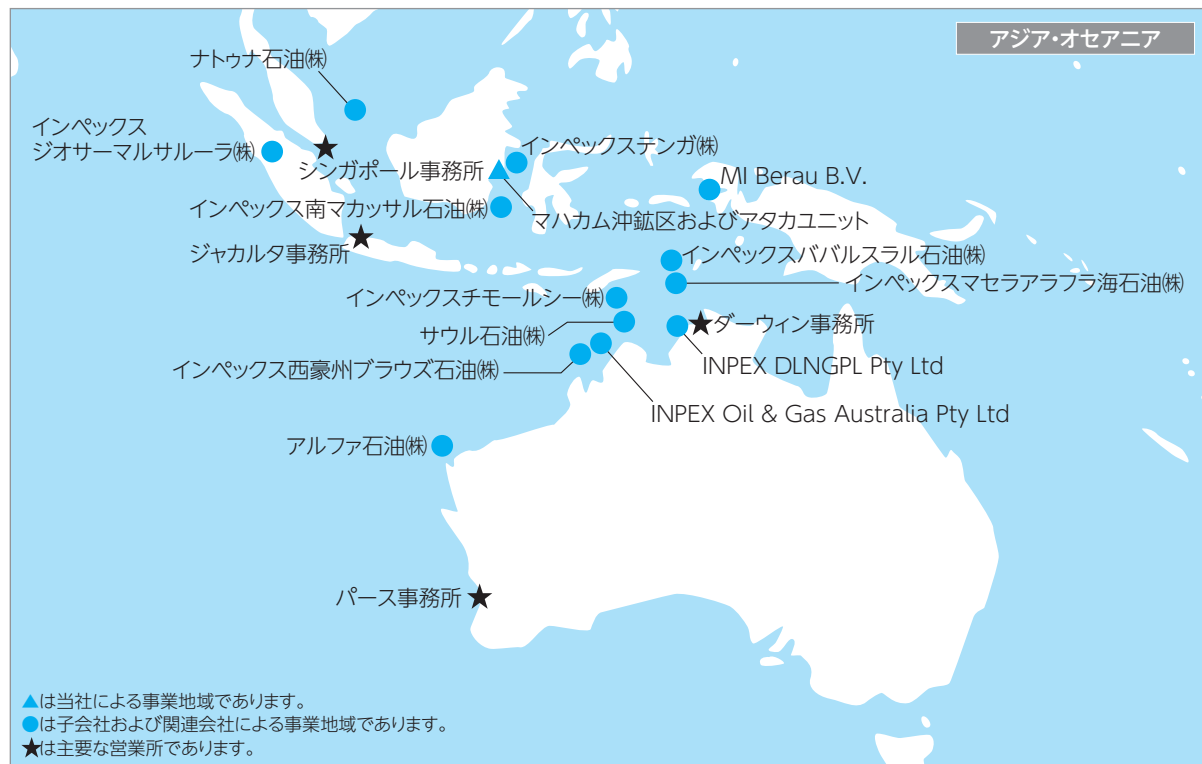 アジア・オセアニア
ナトゥナ石油㈱
インペックス
ジオサーマルサルーラ㈱
シンガポール事務所
インペックステンガ㈱
MI Berau B.V.
インペックス南マカッサル石油㈱
マハカム沖鉱区およびアタカユニット
ジャカルタ事務所
インペックスババルスラル石油㈱
インペックスマセラアラフラ海石油㈱
インペックスチモールシー㈱
サウル石油㈱
ダーウィン事務所
インペックス西豪州ブラウズ石油㈱
INPEX DLNGPL Pty Ltd
INPEX Oil & Gas Australia Pty Ltd
アルファ石油㈱
パース事務所
▲は当社による事業地域であります。
●は子会社および関連会社による事業地域であります。
★は主要な営業所であります。